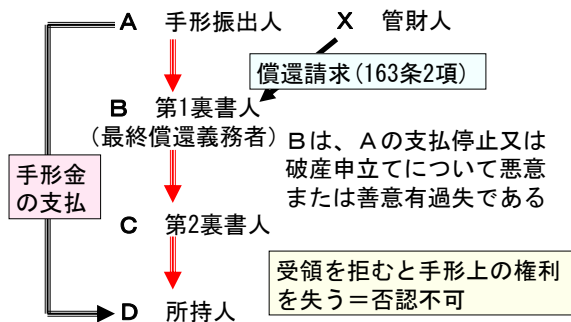 A 手形振出人
X 管財人
償還請求(163条2項)
B 第1裏書人
(最終償還義務者)
Bは、Aの支払停止又は
破産申立てについて悪意
または善意有過失である
手形金
の支払
C 第2裏書人
受領を拒むと手形上の権利
を失う=否認不可
D 所持人